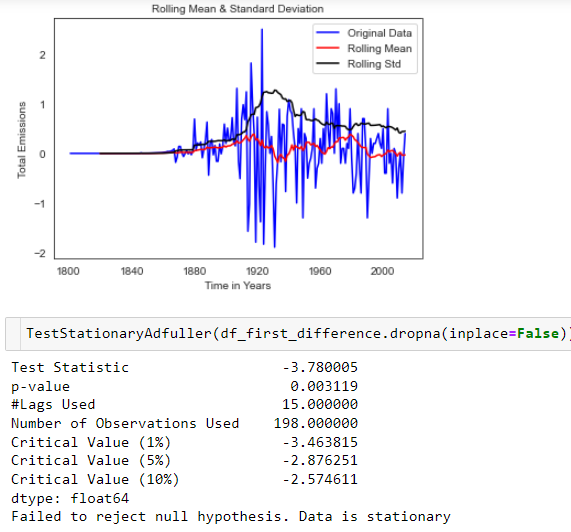 Rolling Mean & Standard Deviation
Original Data
Rolling Mean
Rolling Std
Total Emissions
2
1
0
−1
−2
1800 1840 1880 1920 1960 2000
Time in Years
TestStationaryAdfuller(df_first_difference.dropna(inplace=False))
Test Statistic -3.780005
p-value 0.003119
#Lags Used 15.000000
Number of Observations Used 198.000000
Critical Value (1%) -3.463815
Critical Value (5%) -2.876251
Critical Value (10%) -2.574611
dtype: float64
Failed to reject null hypothesis. Data is stationary